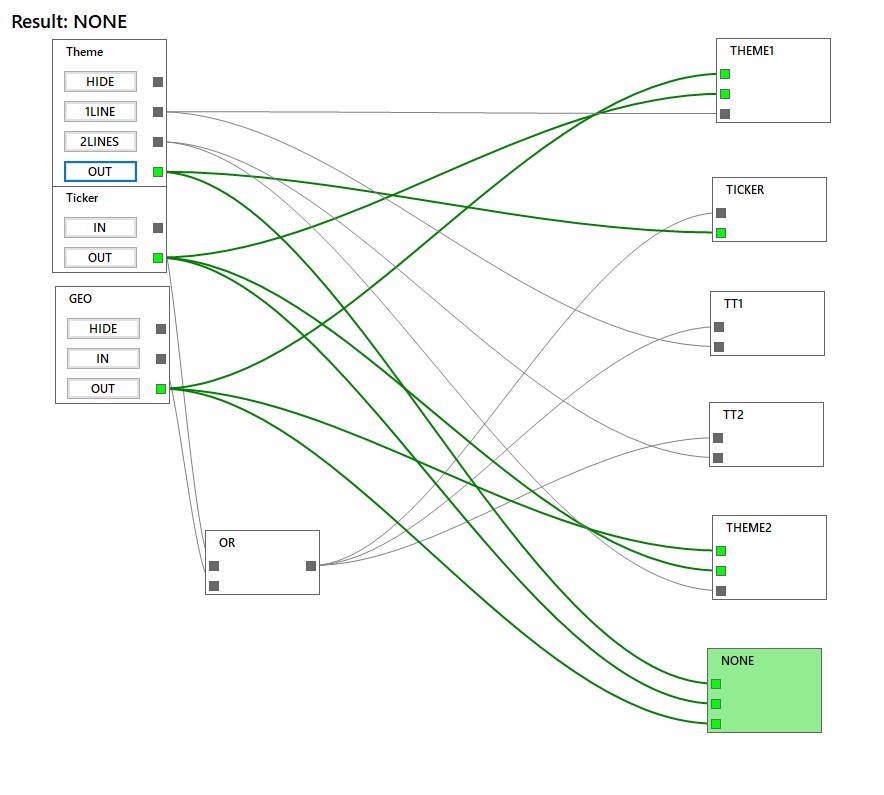 Result: NONE
Theme
HIDE
1LINE
2LINES
OUT
Ticker
IN
OUT
GEO
HIDE
IN
OUT
OR
THEME1
TICKER
TT1
TT2
THEME2
NONE